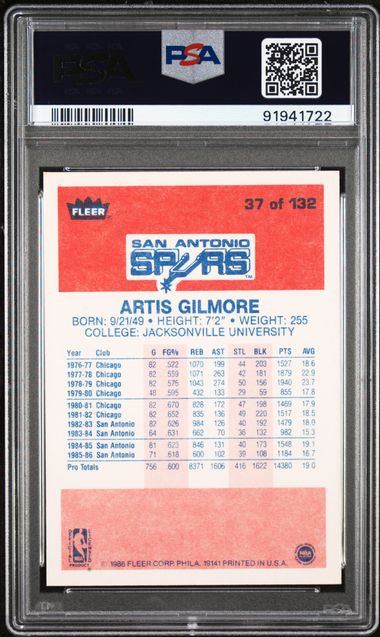 PSA
PSA
91941722
FLEER
37 of 132
SAN ANTONIO
SPURS
TM
ARTIS GILMORE
BORN: 9/21/49 • HEIGHT: 7'2" • WEIGHT: 255
COLLEGE: JACKSONVILLE UNIVERSITY
Year Club G FG% REB AST STL BLK PTS AVG
1976-77 Chicago 82 .522 1070 199 44 203 1527 18.6
1977-78 Chicago 82 .559 1071 263 42 181 1879 22.9
1978-79 Chicago 82 .575 1043 274 50 156 1940 23.7
1979-80 Chicago 48 .595 432 133 29 59 855 17.8
1980-81 Chicago 82 .670 828 172 47 198 1469 17.9
1981-82 Chicago 82 .652 835 136 49 220 1517 18.5
1982-83 San Antonio 82 .626 984 126 40 192 1479 18.0
1983-84 San Antonio 64 .631 662 70 36 132 982 15.3
1984-85 San Antonio 81 .623 846 131 40 173 1548 19.1
1985-86 San Antonio 71 .618 600 102 39 108 1184 16.7
Pro Totals 756 .600 8371 1606 416 1622 14380 19.0
NBA
PRODUCT
© 1986 FLEER CORP. PHILA. 19141 PRINTED IN U.S.A.
NBA